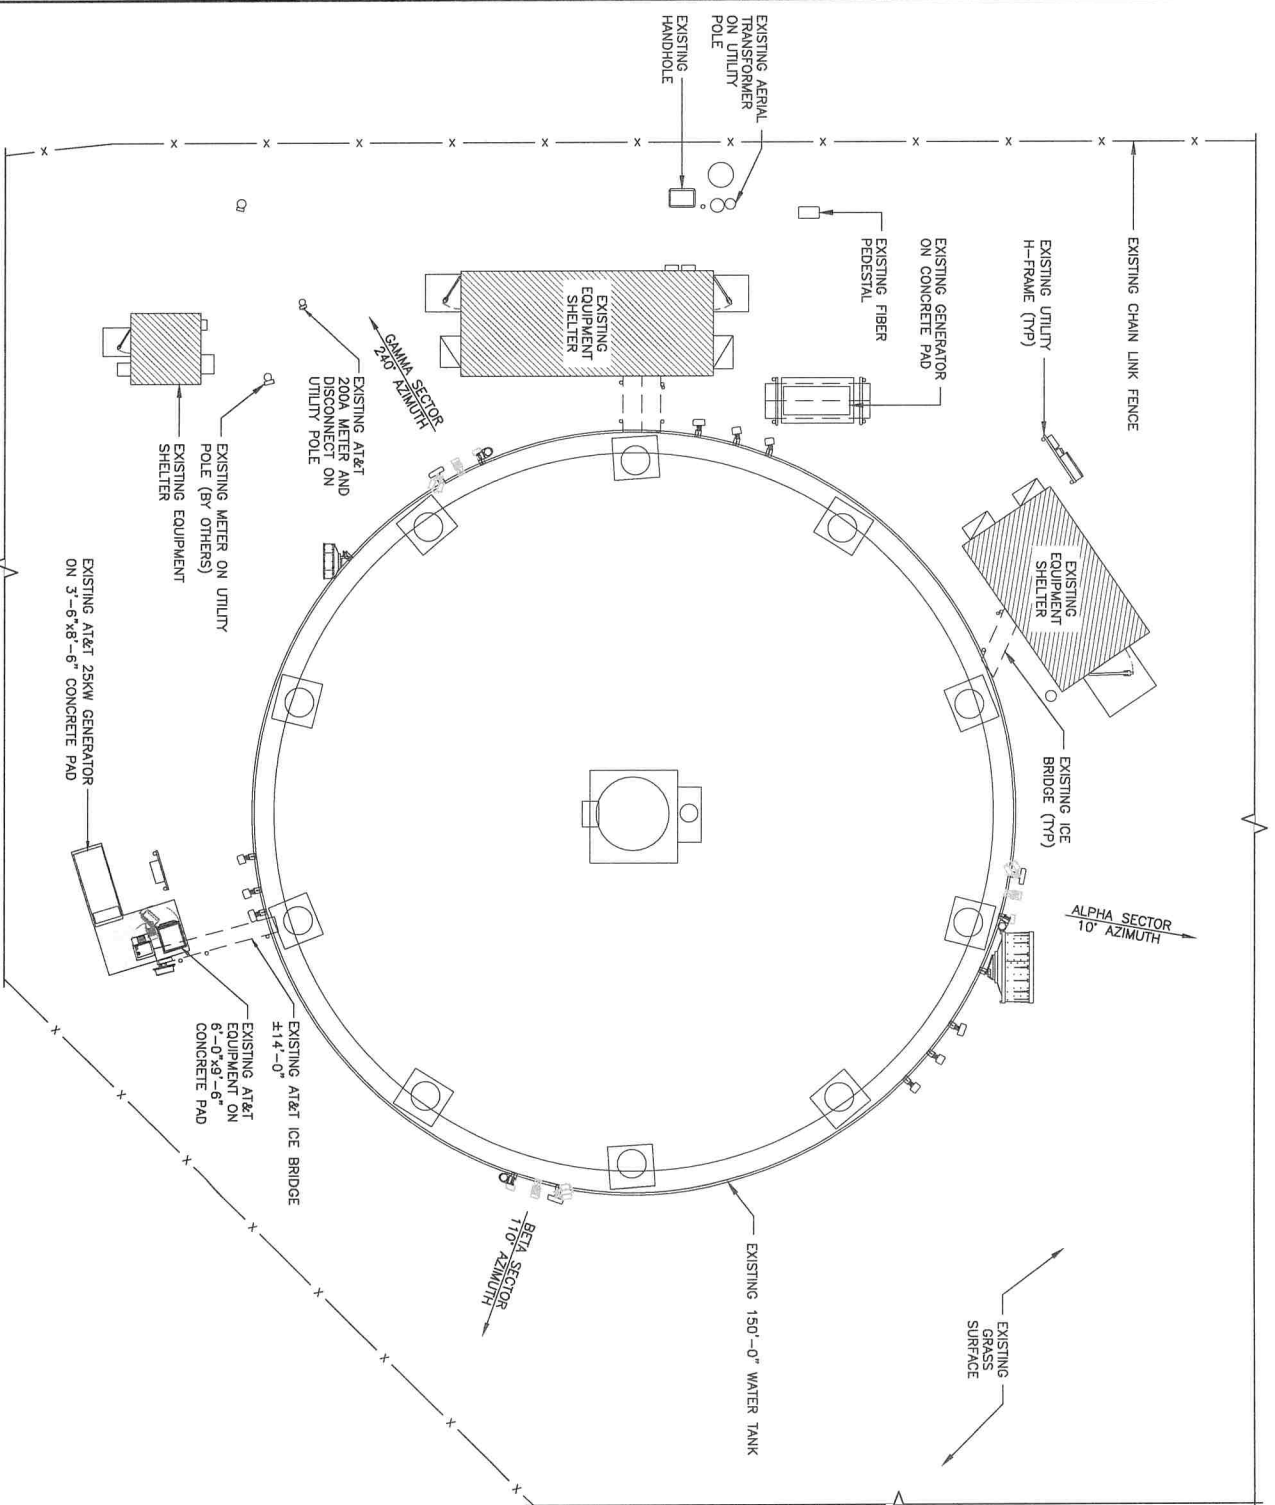 EXISTING AERIAL
TRANSFORMER
ON UTILITY
POLE
EXISTING
HANDHOLE
EXISTING CHAIN LINK FENCE
EXISTING UTILITY
H-FRAME (TYP)
EXISTING GENERATOR
ON CONCRETE PAD
EXISTING FIBER
PEDESTAL
EXISTING
EQUIPMENT
SHELTER
EXISTING
EQUIPMENT
SHELTER
GAMMA SECTOR
240° AZIMUTH
EXISTING AT&T
200A METER AND
DISCONNECT ON
UTILITY POLE
EXISTING METER ON UTILITY
POLE (BY OTHERS)
EXISTING EQUIPMENT
SHELTER
EXISTING AT&T 25KW GENERATOR
ON 3'-6"x8'-6" CONCRETE PAD
EXISTING ICE
BRIDGE (TYP)
ALPHA SECTOR
10° AZIMUTH
EXISTING AT&T ICE BRIDGE
±14'-0"
EXISTING AT&T
EQUIPMENT ON
6'-0"x9'-6"
CONCRETE PAD
BETA SECTOR
110° AZIMUTH
EXISTING 150'-0" WATER TANK
EXISTING
GRASS
SURFACE